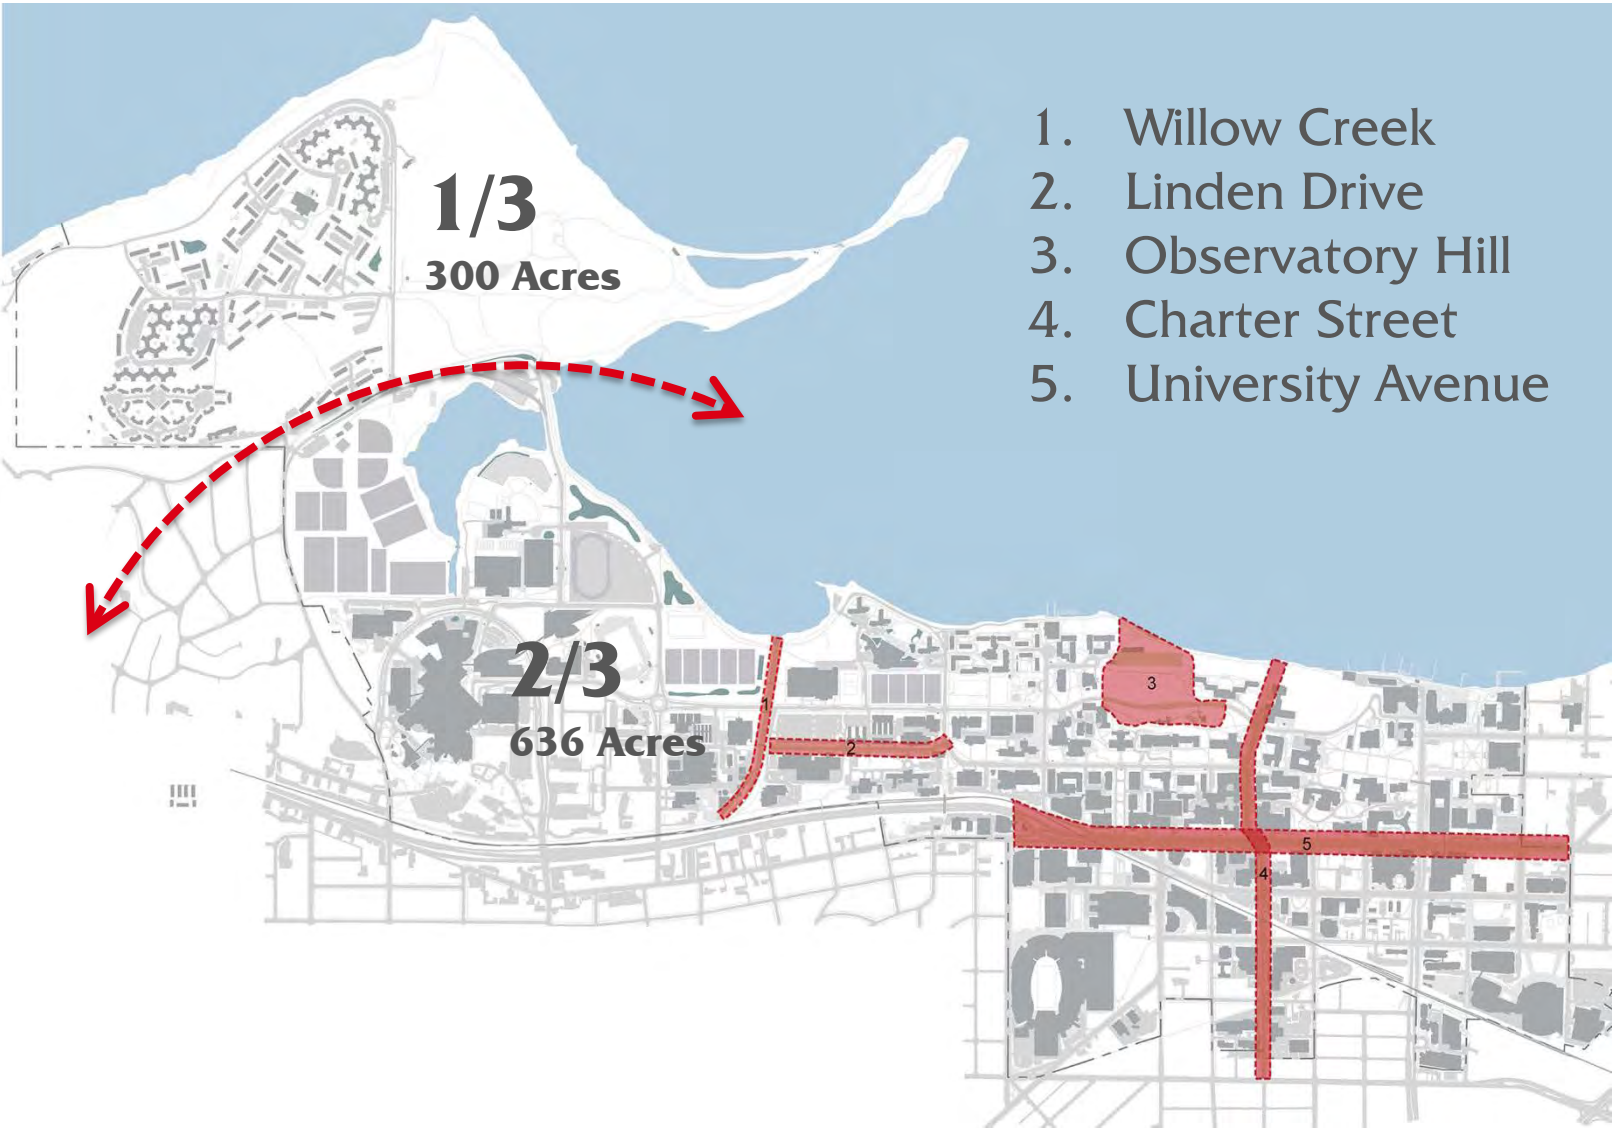 1. Willow Creek
2. Linden Drive
3. Observatory Hill
4. Charter Street
5. University Avenue
1/3
300 Acres
2/3
636 Acres
1
2
3
4
5